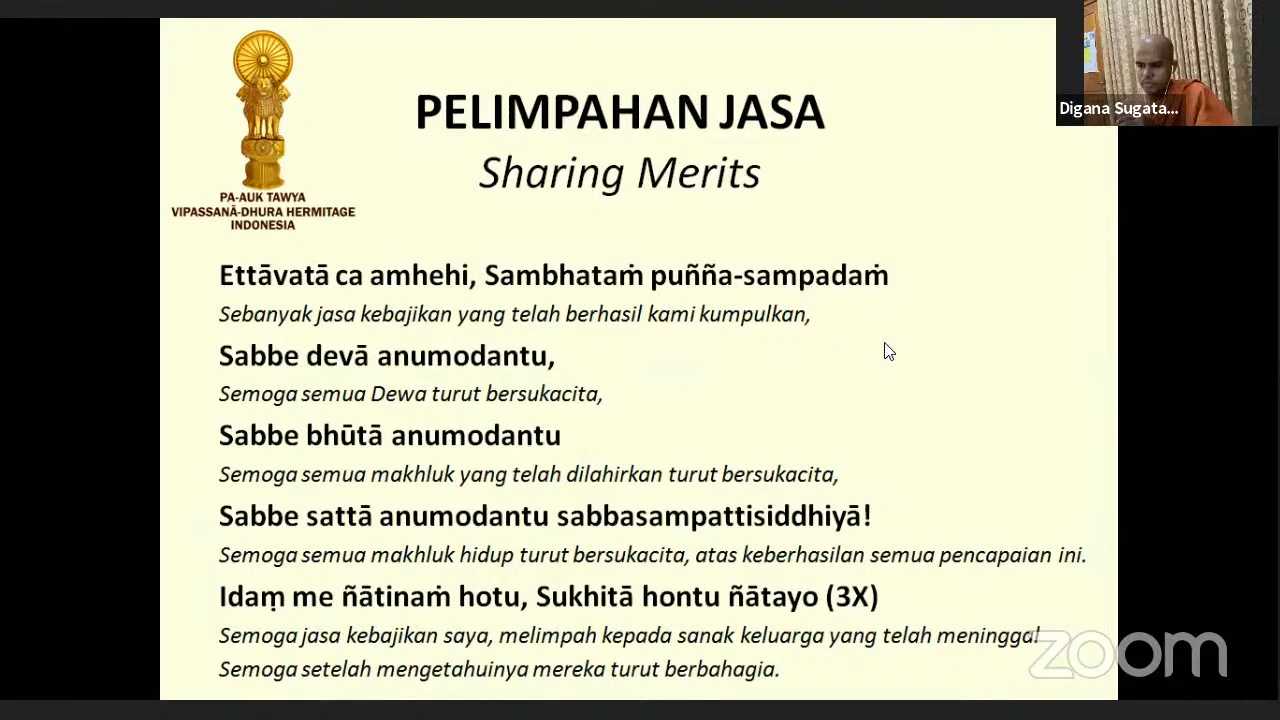 PELIMPAHAN JASA
Sharing Merits
PA-AUK TAWYA
VIPASSANĀ-DHURA HERMITAGE
INDONESIA
Digana Sugata...
Ettāvatā ca amhehi, Sambhataṁ puñña-sampadaṁ
Sebanyak jasa kebajikan yang telah berhasil kami kumpulkan,
Sabbe devā anumodantu,
Semoga semua Dewa turut bersukacita,
Sabbe bhūtā anumodantu
Semoga semua makhluk yang telah dilahirkan turut bersukacita,
Sabbe sattā anumodantu sabbasampattisiddhiyā!
Semoga semua makhluk hidup turut bersukacita, atas keberhasilan semua pencapaian ini.
Idaṃ me ñātinaṁ hotu, Sukhitā hontu ñātayo (3X)
Semoga jasa kebajikan saya, melimpah kepada sanak keluarga yang telah meninggal
Semoga setelah mengetahuinya mereka turut berbahagia.
zoom